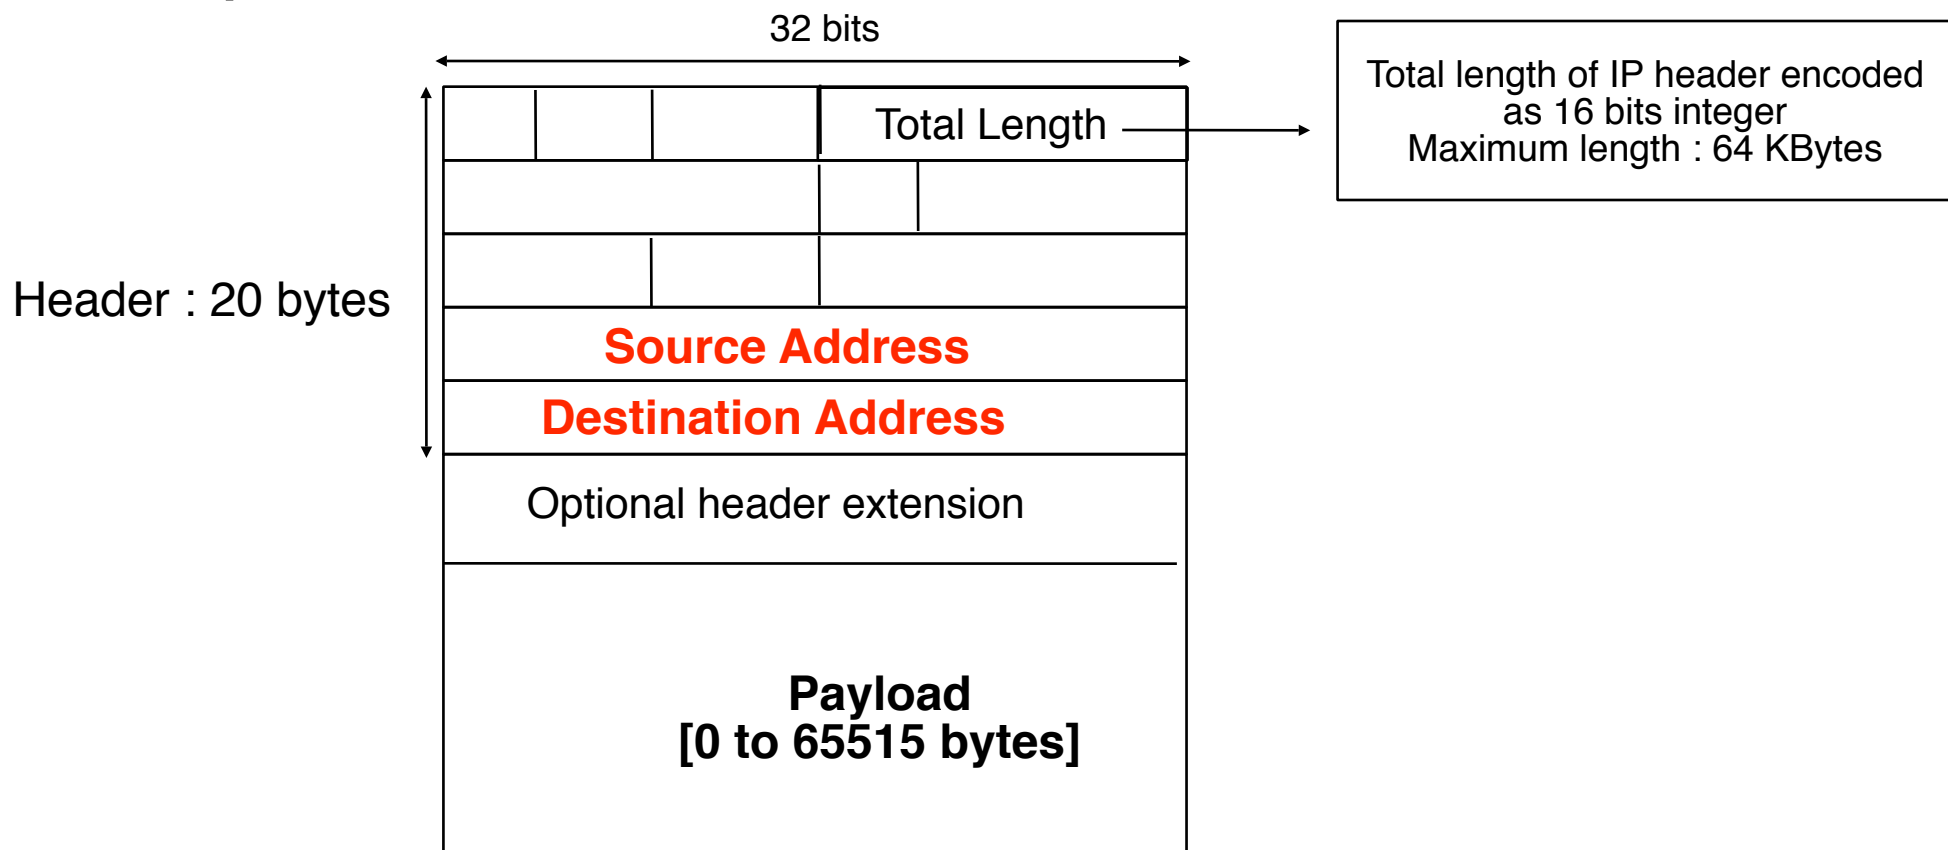 32 bits
Total Length
Total length of IP header encoded
as 16 bits integer
Maximum length : 64 KBytes
Header : 20 bytes
Source Address
Destination Address
Optional header extension
Payload
[0 to 65515 bytes]